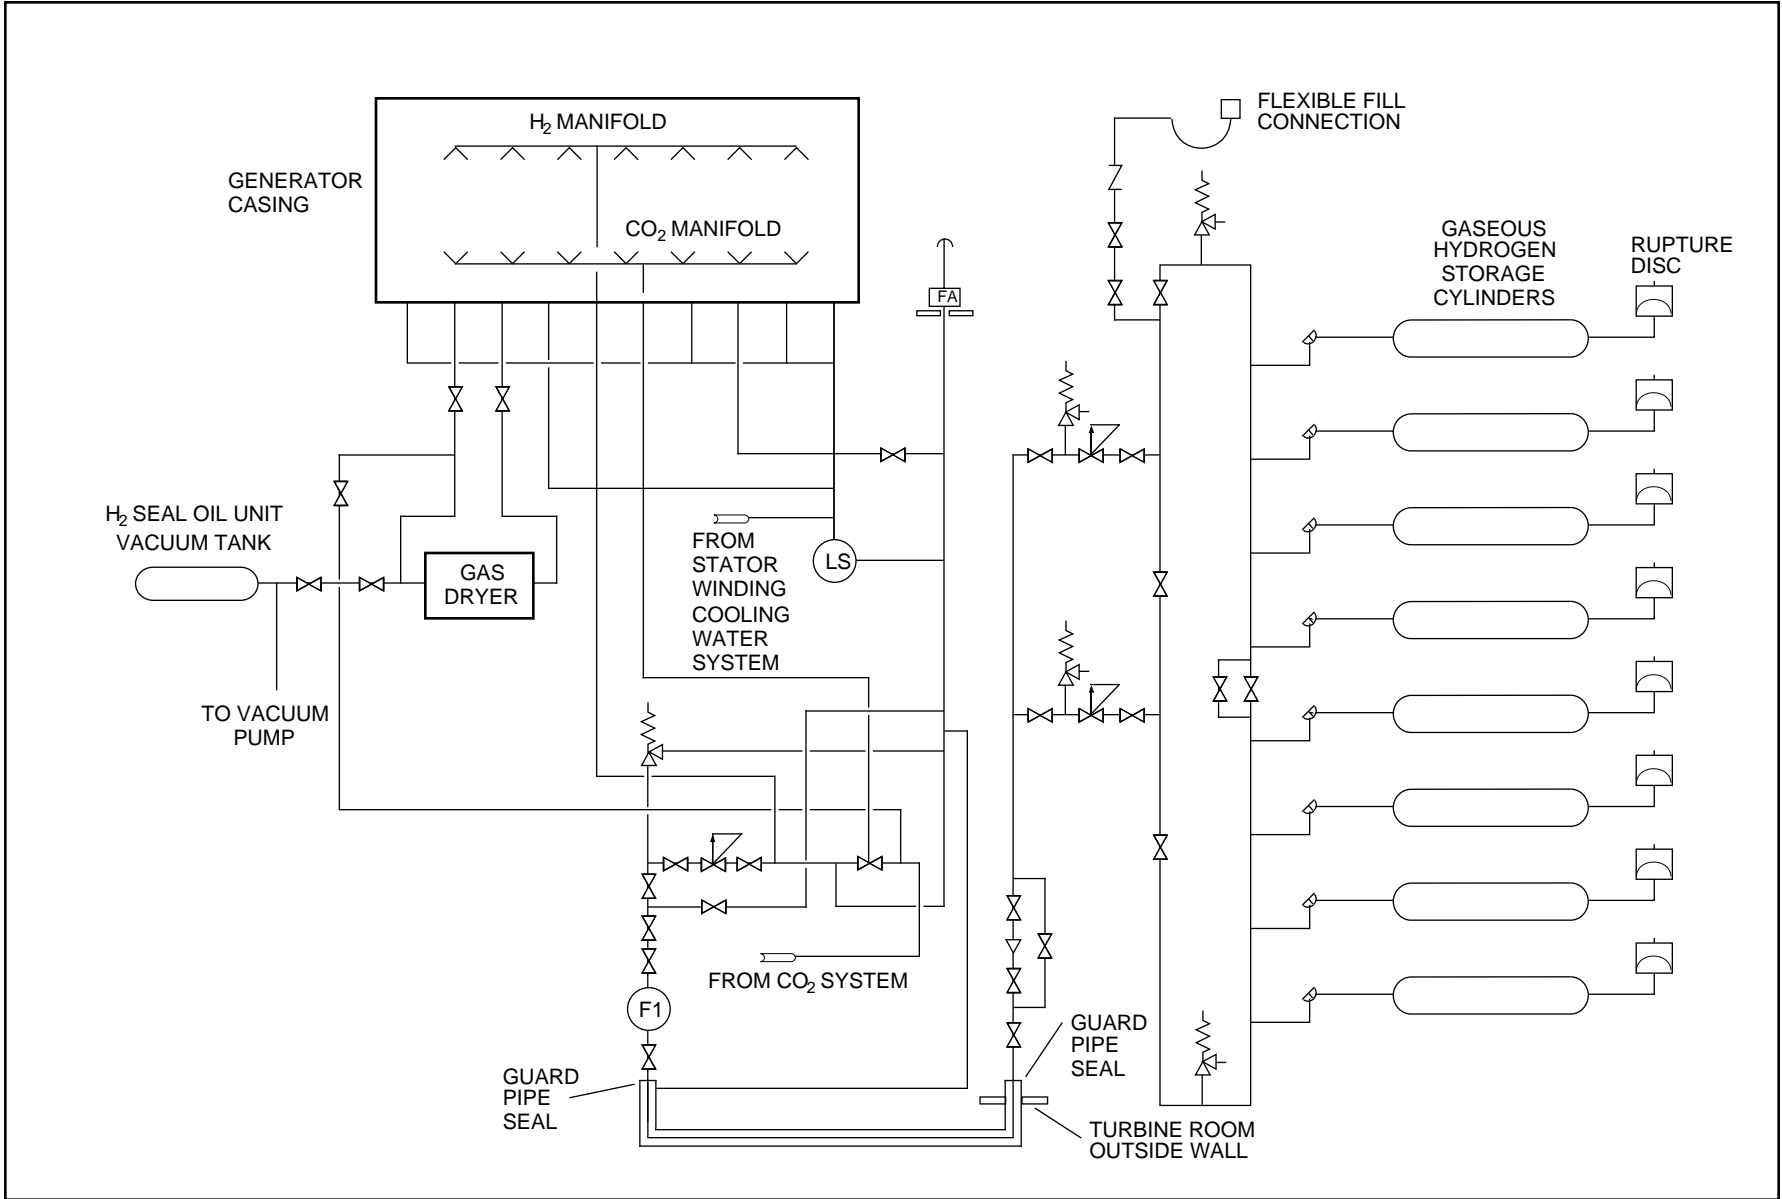 H2 MANIFOLD
GENERATOR
CASING
CO2 MANIFOLD
FLEXIBLE FILL
CONNECTION
GASEOUS
HYDROGEN
STORAGE
CYLINDERS
RUPTURE
DISC
FA
H2 SEAL OIL UNIT
VACUUM TANK
GAS
DRYER
FROM
STATOR
WINDING
COOLING
WATER
SYSTEM
LS
TO VACUUM
PUMP
FROM CO2 SYSTEM
F1
GUARD
PIPE
SEAL
GUARD
PIPE
SEAL
TURBINE ROOM
OUTSIDE WALL